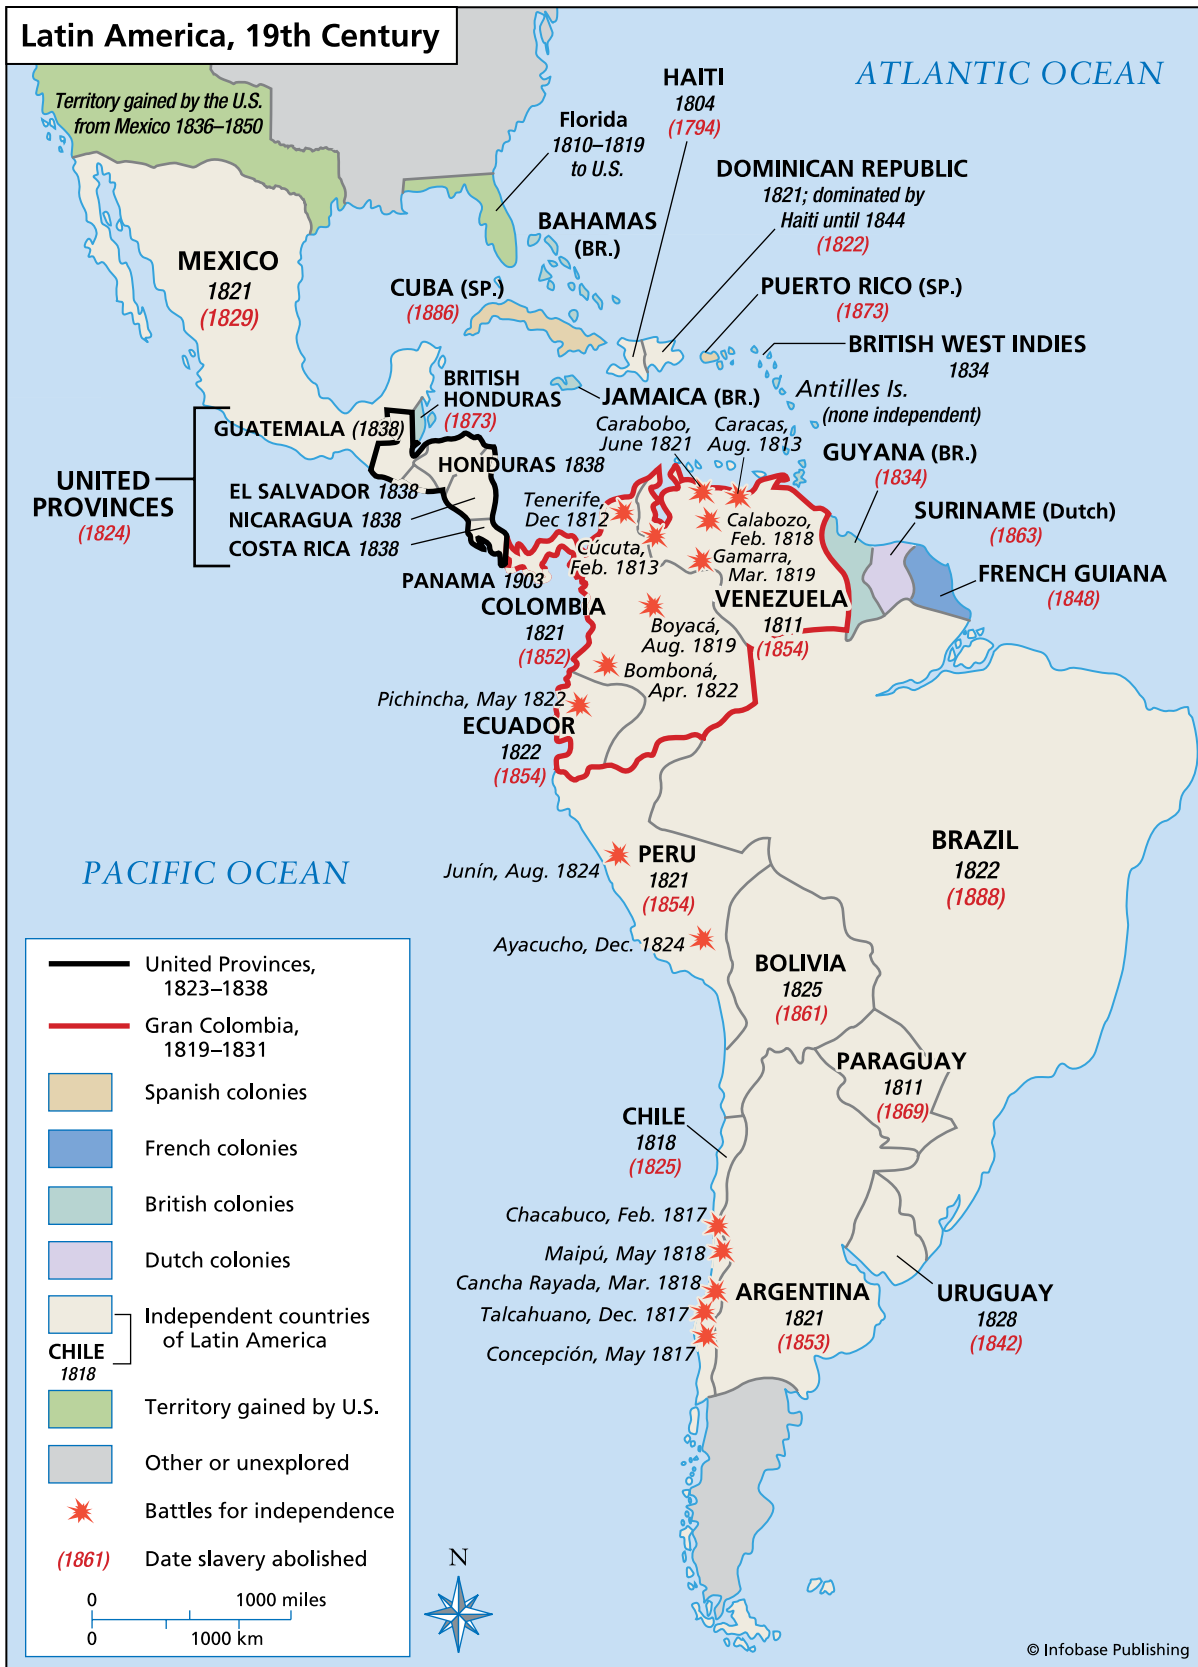 Latin America, 19th Century
ATLANTIC OCEAN
Territory gained by the U.S.
from Mexico 1836–1850
HAITI
1804
(1794)
Florida
1810–1819
to U.S.
DOMINICAN REPUBLIC
1821; dominated by
Haiti until 1844
(1822)
BAHAMAS
(BR.)
MEXICO
1821
(1829)
CUBA (SP.)
(1886)
PUERTO RICO (SP.)
(1873)
BRITISH WEST INDIES
1834
Antilles Is.
(none independent)
JAMAICA (BR.)
BRITISH
HONDURAS
(1873)
GUATEMALA (1838)
HONDURAS 1838
UNITED
PROVINCES
(1824)
EL SALVADOR 1838
NICARAGUA 1838
COSTA RICA 1838
PANAMA 1903
Carabobo,
June 1821
Caracas,
Aug. 1813
GUYANA (BR.)
(1834)
SURINAME (Dutch)
(1863)
FRENCH GUIANA
(1848)
Tenerife,
Dec 1812
Calabozo,
Feb. 1818
Cúcuta,
Feb. 1813
Gamarra,
Mar. 1819
COLOMBIA
1821
(1852)
VENEZUELA
1811
(1854)
Boyacá,
Aug. 1819
Bomboná,
Apr. 1822
Pichincha, May 1822
ECUADOR
1822
(1854)
BRAZIL
1822
(1888)
PACIFIC OCEAN
Junín, Aug. 1824
PERU
1821
(1854)
Ayacucho, Dec. 1824
BOLIVIA
1825
(1861)
PARAGUAY
1811
(1869)
CHILE
1818
(1825)
Chacabuco, Feb. 1817
Maipú, May 1818
Cancha Rayada, Mar. 1818
Talcahuano, Dec. 1817
Concepción, May 1817
ARGENTINA
1821
(1853)
URUGUAY
1828
(1842)
United Provinces,
1823–1838
Gran Colombia,
1819–1831
Spanish colonies
French colonies
British colonies
Dutch colonies
Independent countries
of Latin America
CHILE
1818
Territory gained by U.S.
Other or unexplored
Battles for independence
(1861) Date slavery abolished
0 1000 miles
0 1000 km
N
© Infobase Publishing